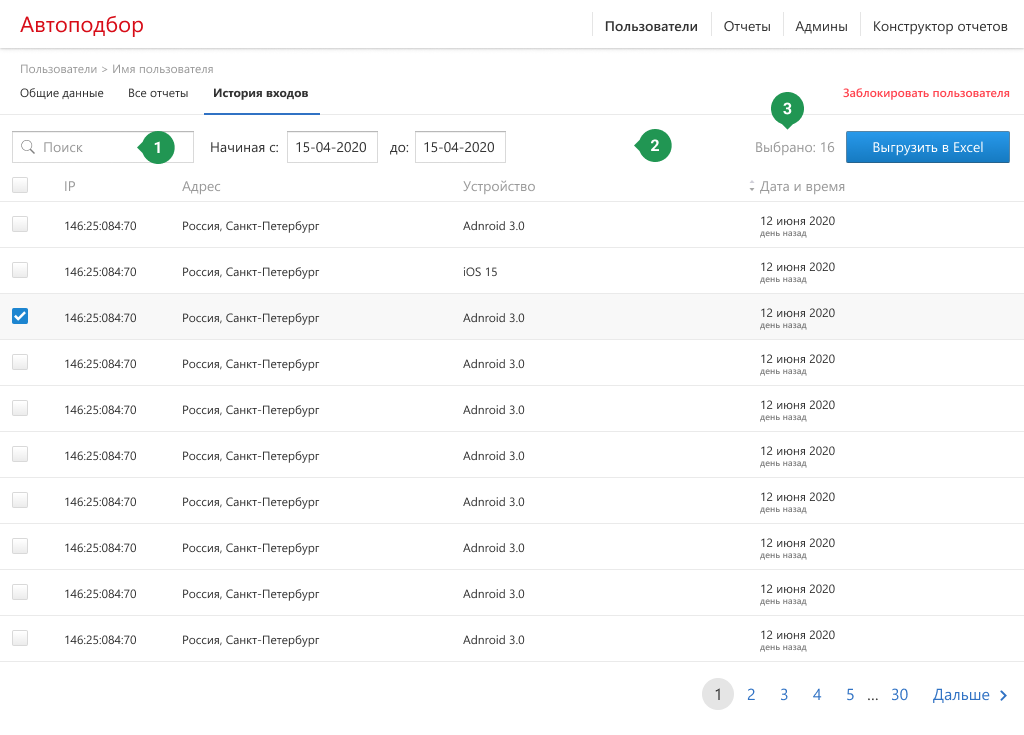 Автоподбор
Пользователи Отчеты Админы Конструктор отчетов
Пользователи > Имя пользователя
Общие данные Все отчеты История входов Заблокировать пользователя
3
Поиск 1 Начиная с: 15-04-2020 до: 15-04-2020 2 Выбрано: 16 Выгрузить в Excel
IP Адрес Устройство Дата и время
146:25:084:70 Россия, Санкт-Петербург Adnroid 3.0 12 июня 2020
день назад
146:25:084:70 Россия, Санкт-Петербург iOS 15 12 июня 2020
день назад
146:25:084:70 Россия, Санкт-Петербург Adnroid 3.0 12 июня 2020
день назад
146:25:084:70 Россия, Санкт-Петербург Adnroid 3.0 12 июня 2020
день назад
146:25:084:70 Россия, Санкт-Петербург Adnroid 3.0 12 июня 2020
день назад
146:25:084:70 Россия, Санкт-Петербург Adnroid 3.0 12 июня 2020
день назад
146:25:084:70 Россия, Санкт-Петербург Adnroid 3.0 12 июня 2020
день назад
146:25:084:70 Россия, Санкт-Петербург Adnroid 3.0 12 июня 2020
день назад
146:25:084:70 Россия, Санкт-Петербург Adnroid 3.0 12 июня 2020
день назад
146:25:084:70 Россия, Санкт-Петербург Adnroid 3.0 12 июня 2020
день назад
1 2 3 4 5 ... 30 Дальше